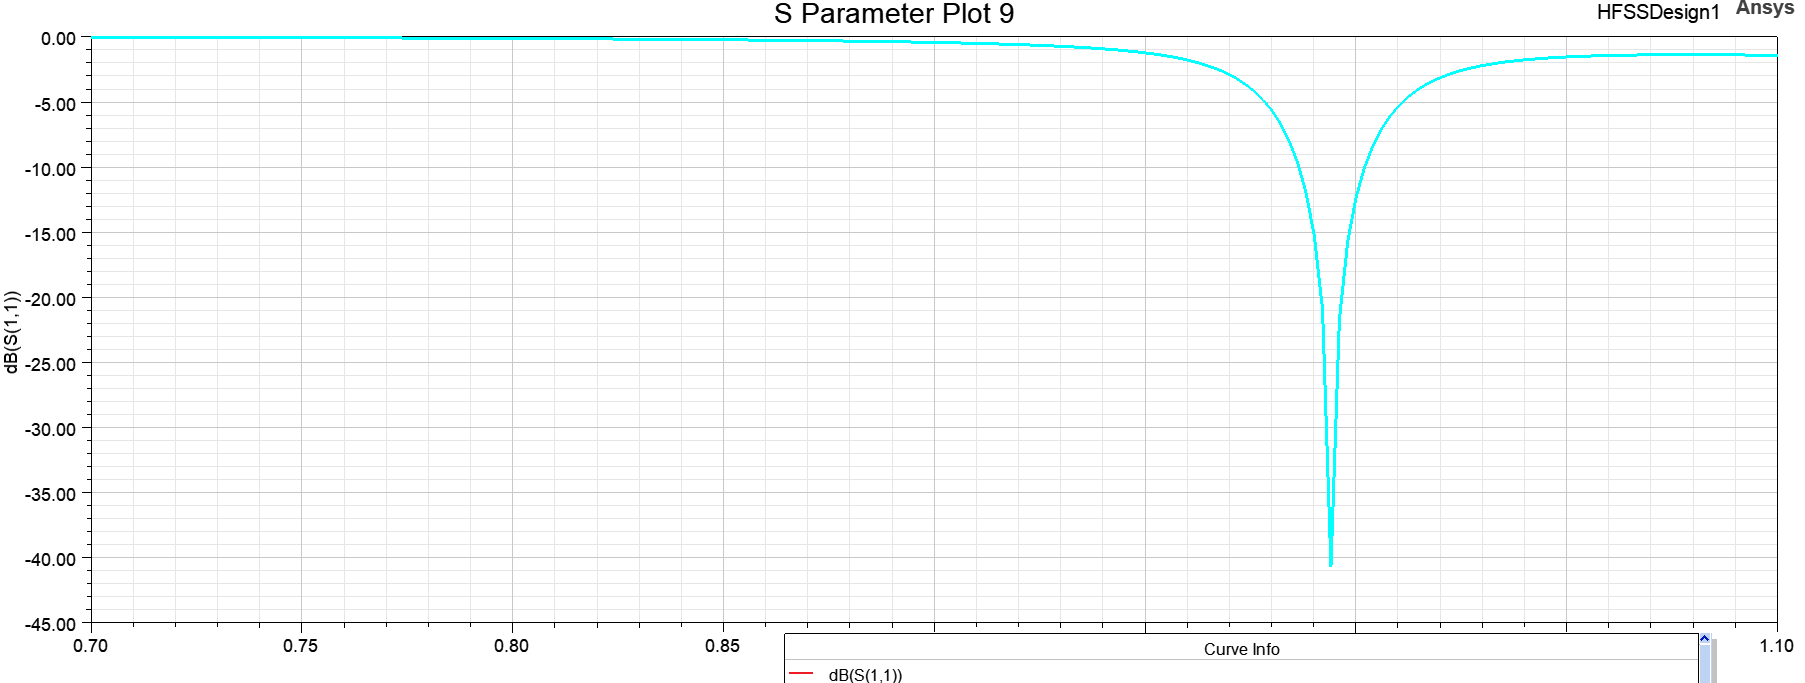 S Parameter Plot 9
HFSSDesign1
Ansys
0.00
-5.00
-10.00
-15.00
-20.00
-25.00
-30.00
-35.00
-40.00
-45.00
dB(S(1,1))
0.70 0.75 0.80 0.85 1.10
Curve Info
dB(S(1,1))